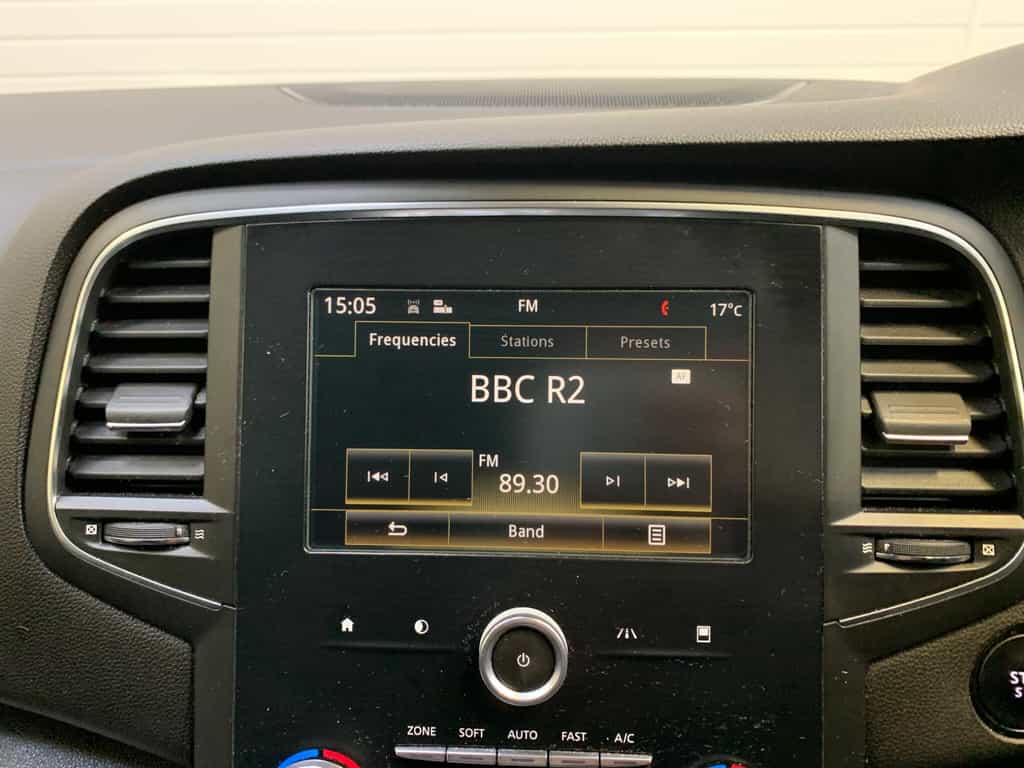 15:05 FM 17°C
Frequencies Stations Presets
AF
BBC R2
FM
89.30
Band
ZONE SOFT AUTO FAST A/C